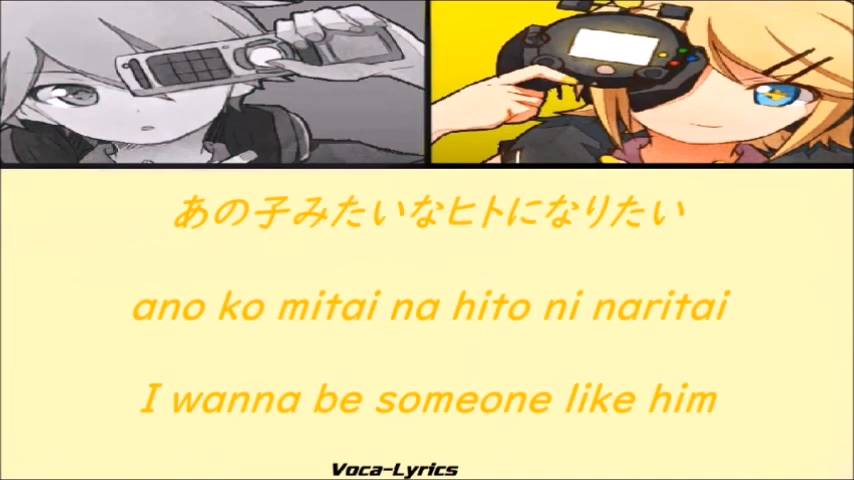 あの子みたいなヒトになりたい
ano ko mitai na hito ni naritai
I wanna be someone like him
Voca-Lyrics